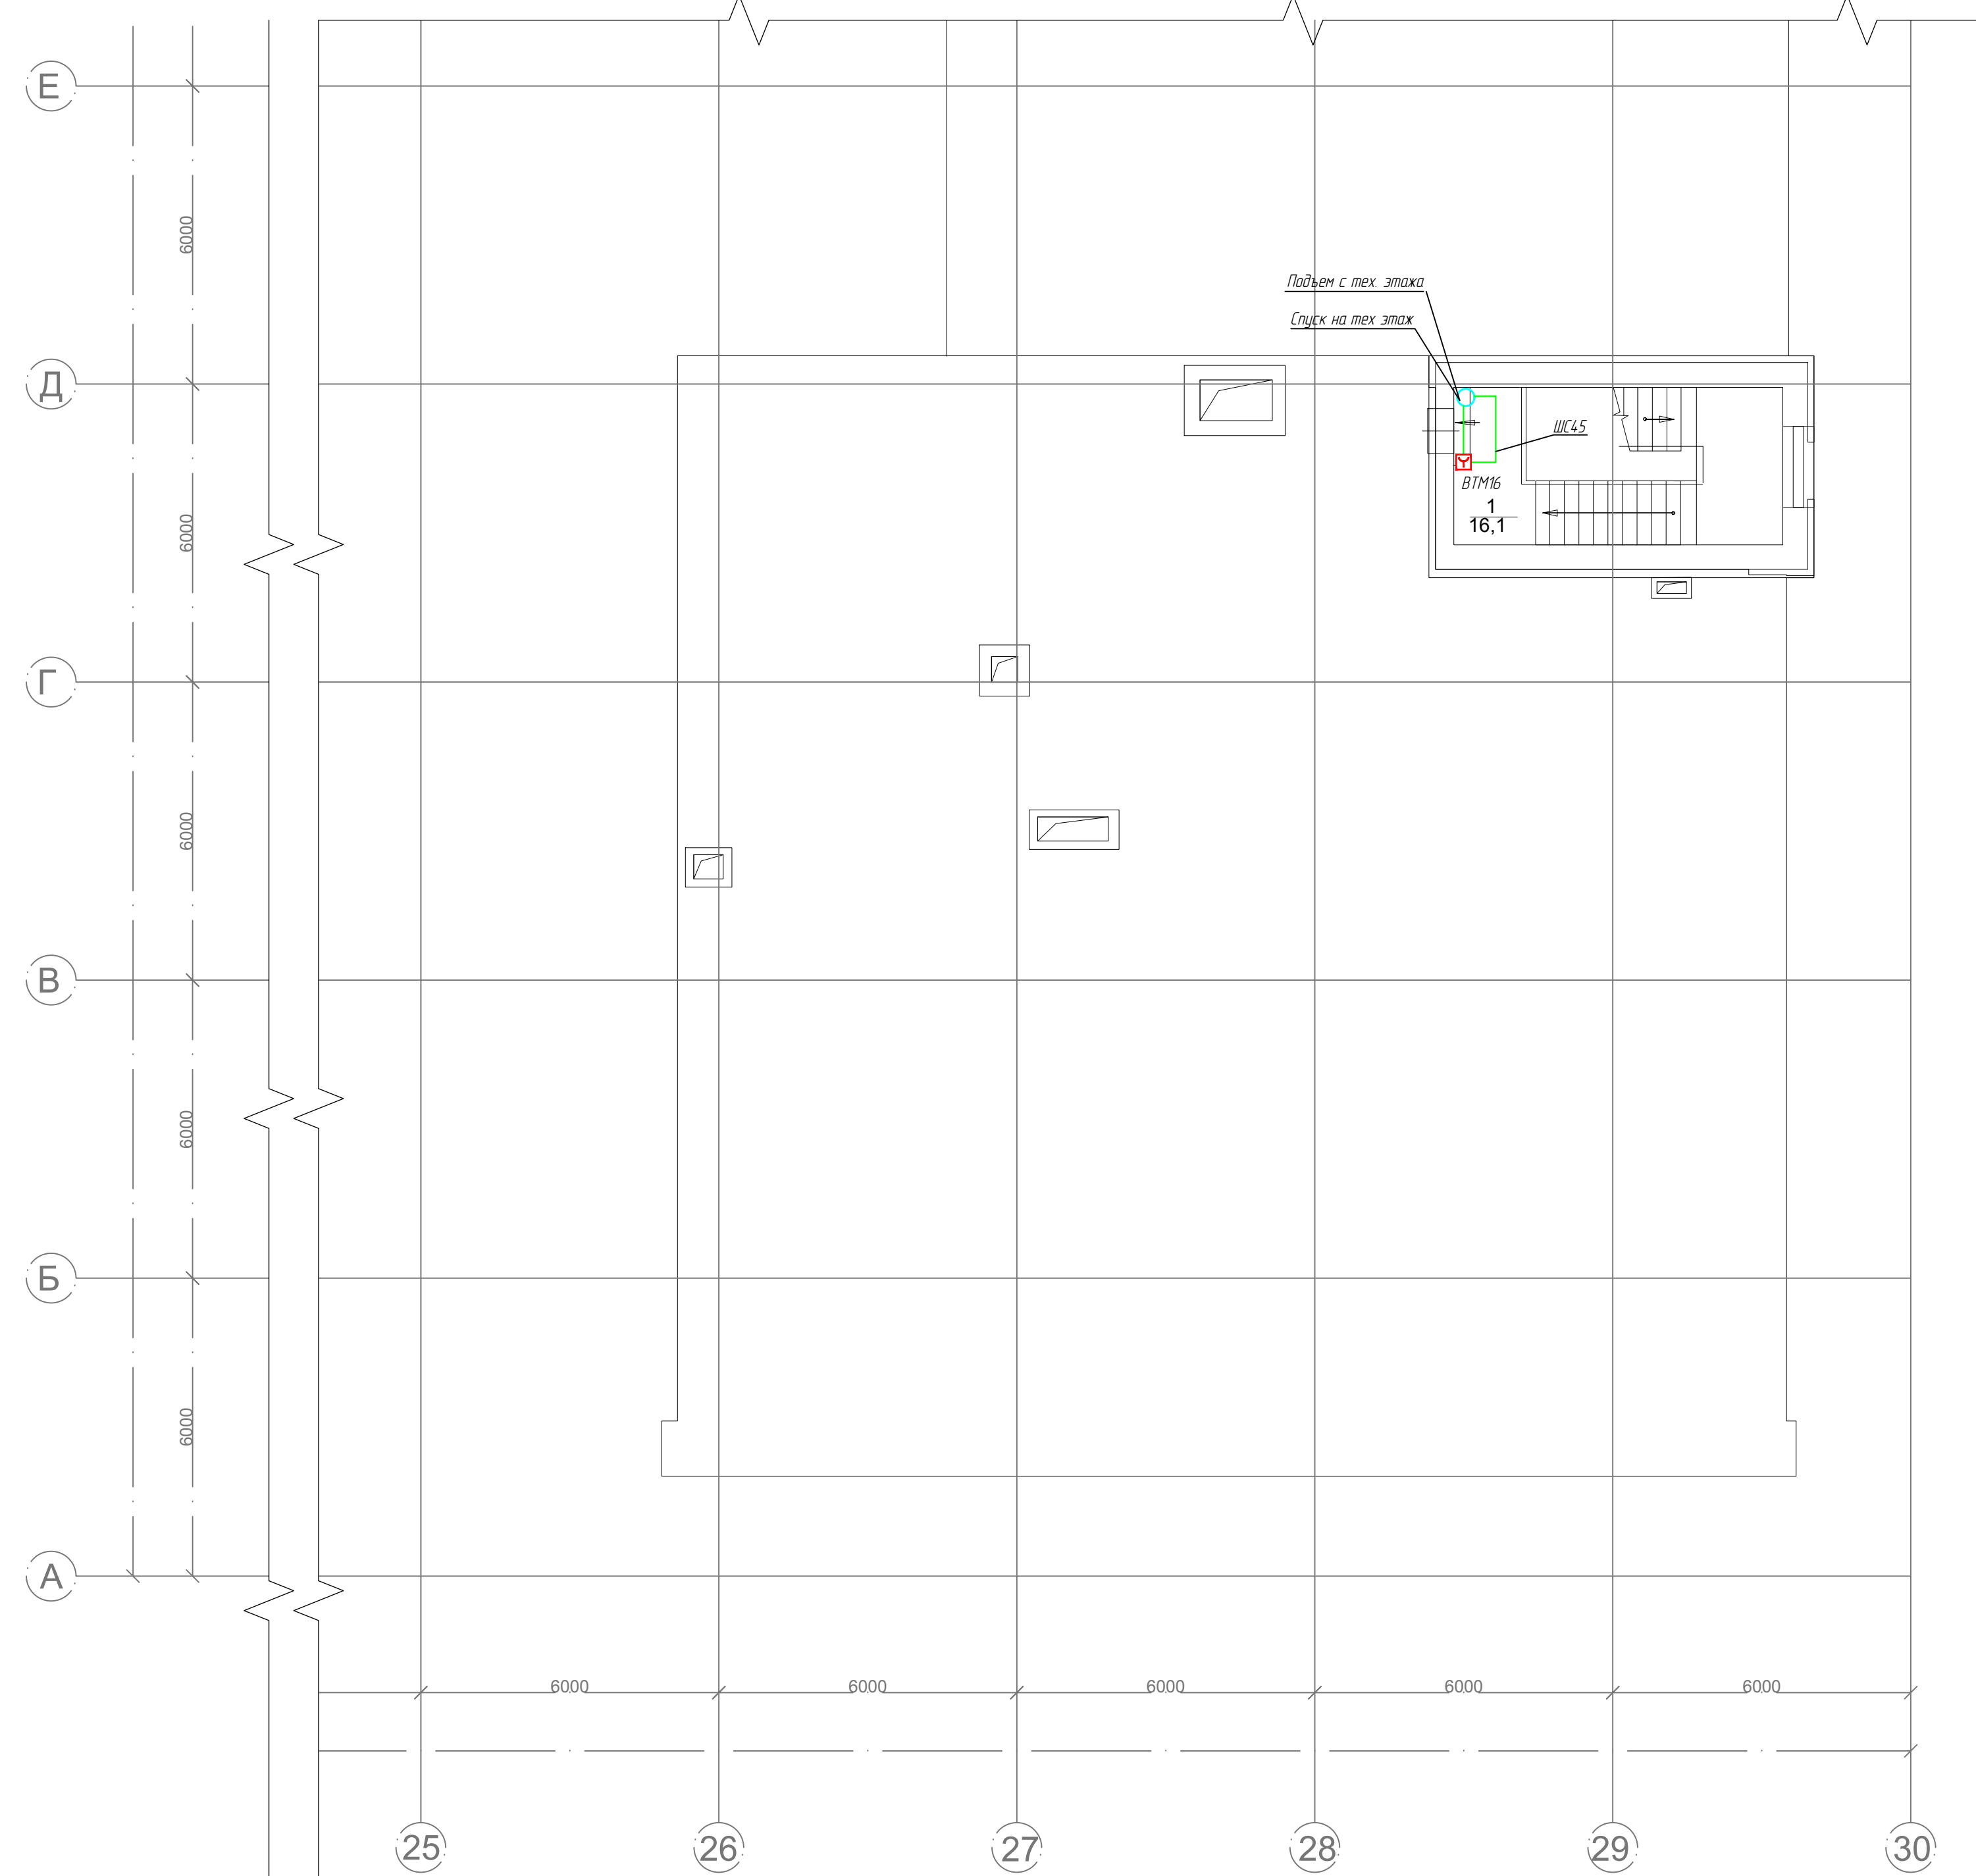 Е
6000
Подъем с тех. этажа
Спуск на тех этаж
Д
ШС45
ВТМ16
1
16,1
6000
Г
6000
В
6000
Б
6000
А
6000 6000 6000 6000 6000
25 26 27 28 29 30